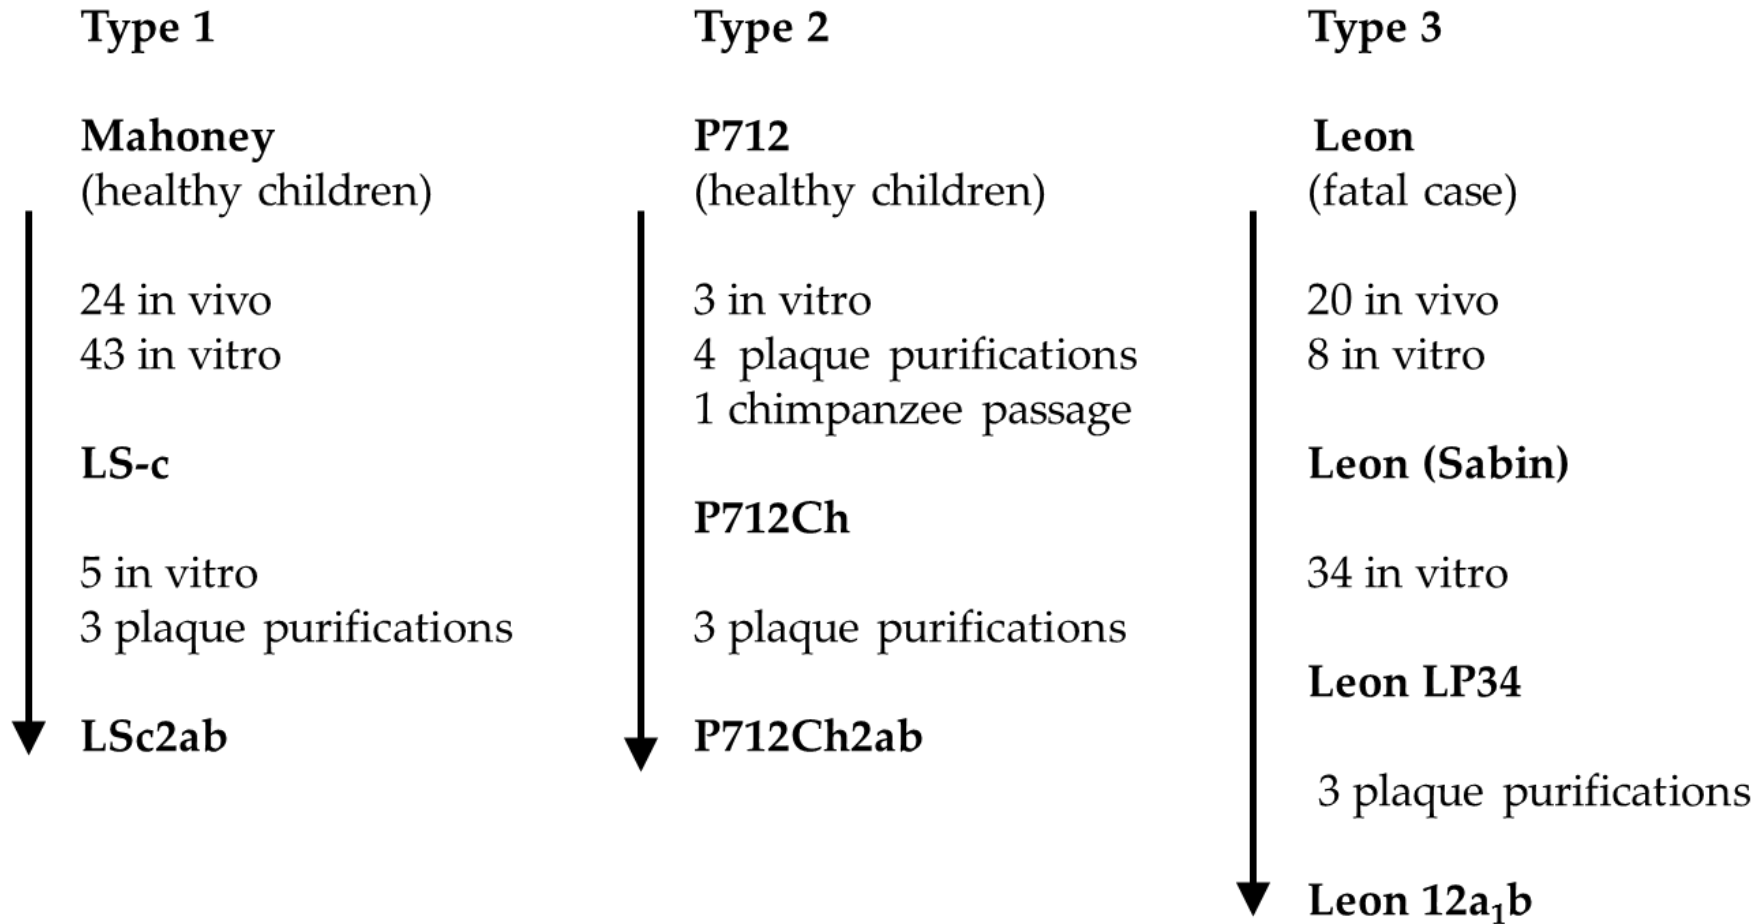 Type 1
Mahoney
(healthy children)
24 in vivo
43 in vitro
LS-c
5 in vitro
3 plaque purifications
LSc2ab
Type 2
P712
(healthy children)
3 in vitro
4 plaque purifications
1 chimpanzee passage
P712Ch
3 plaque purifications
P712Ch2ab
Type 3
Leon
(fatal case)
20 in vivo
8 in vitro
Leon (Sabin)
34 in vitro
Leon LP34
3 plaque purifications
Leon 12a₁b